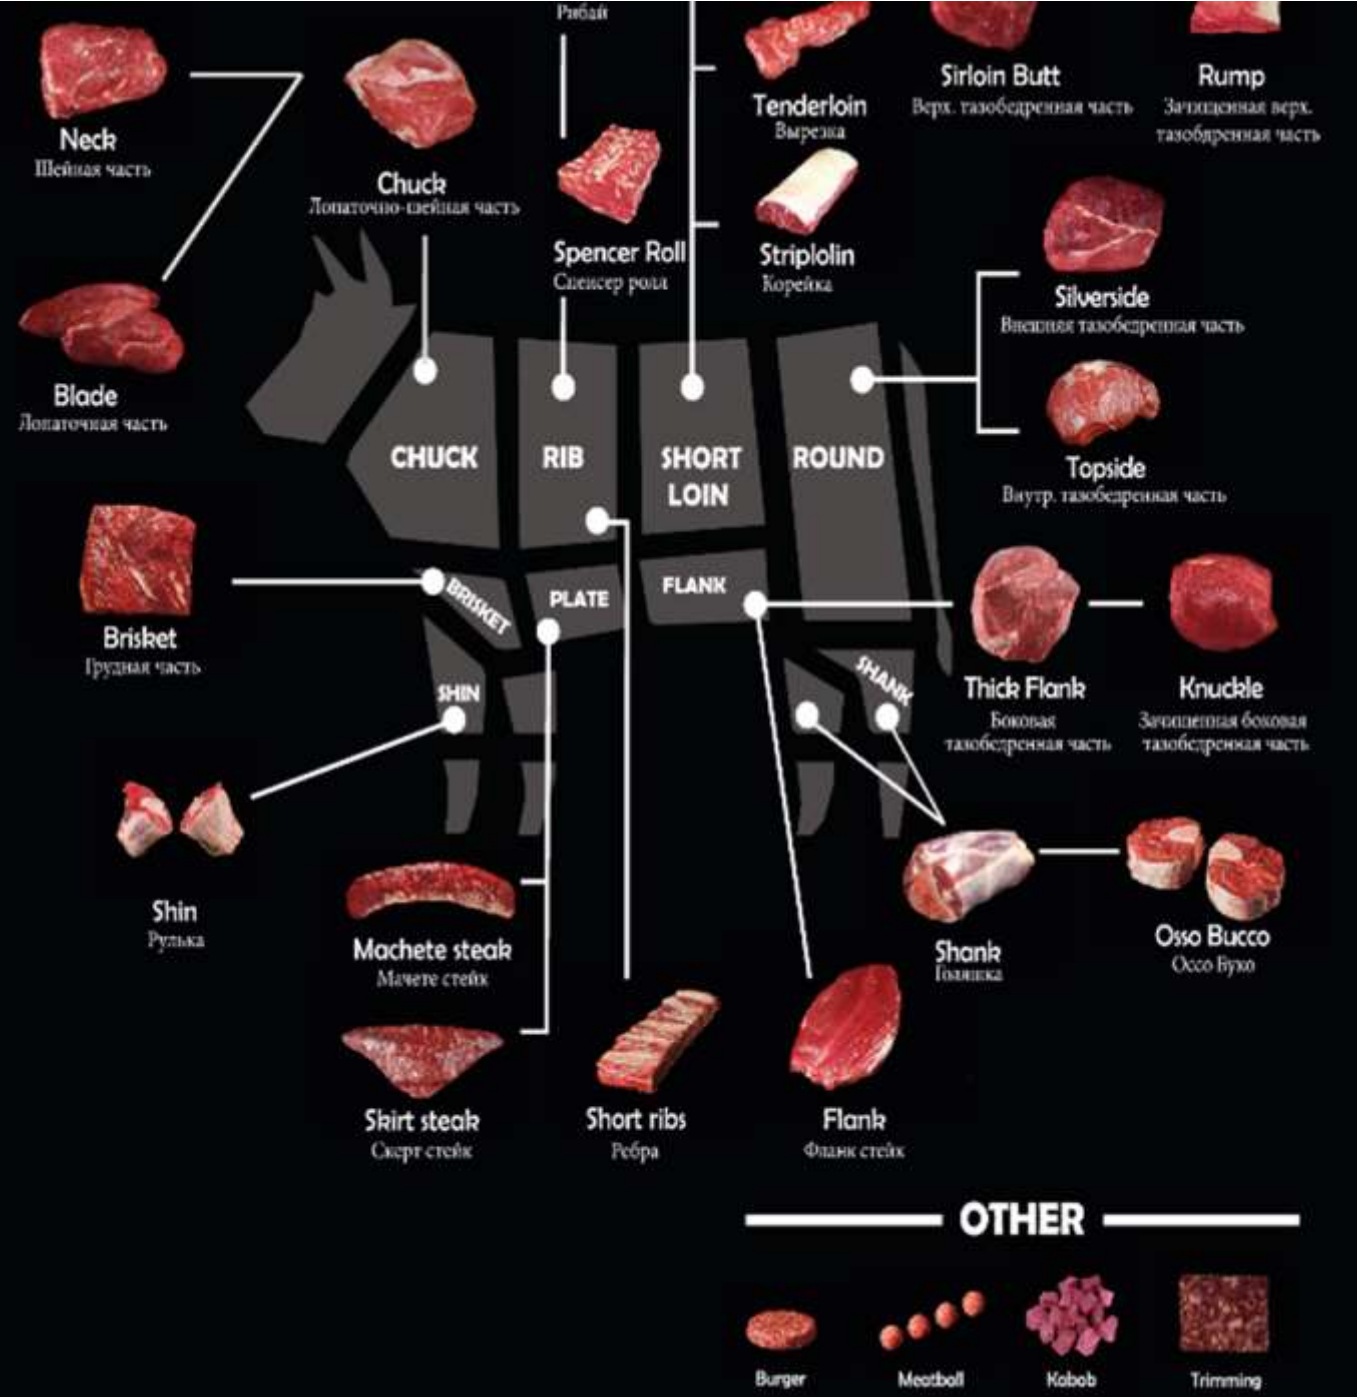 Рибай
Neck
Шейная часть
Chuck
Лопаточно-шейная часть
Spencer Roll
Спенсер ролл
Tenderloin
Вырезка
Striplolin
Корейка
Sirloin Butt
Верх. тазобедренная часть
Rump
Зачищенная верх.
тазобдренная часть
Silverside
Внешняя тазобедренная часть
Topside
Внутр. тазобедренная часть
Blade
Лопаточная часть
CHUCK
RIB
SHORT
LOIN
ROUND
BRISKET
PLATE
FLANK
SHIN
SHANK
Brisket
Грудная часть
Thick Flank
Боковая
тазобедренная часть
Knuckle
Зачищенная боковая
тазобедренная часть
Shin
Рулька
Machete steak
Мачете стейк
Skirt steak
Скерт стейк
Short ribs
Ребра
Flank
Фланк стейк
Shank
Голяшка
Osso Bucco
Оссо Буко
OTHER
Burger
Meatball
Kabob
Trimming